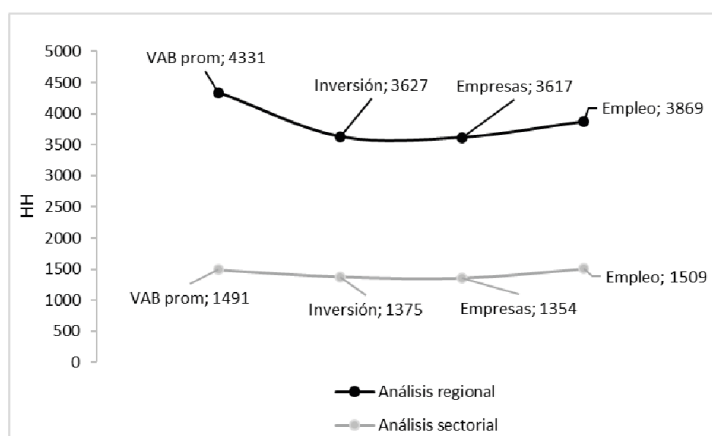 5000
4500
4000
3500
3000
2500
2000
1500
1000
500
0
HH
VAB prom; 4331
Inversión; 3627
Empresas; 3617
Empleo; 3869
VAB prom; 1491
Inversión; 1375
Empresas; 1354
Empleo; 1509
Análisis regional
Análisis sectorial